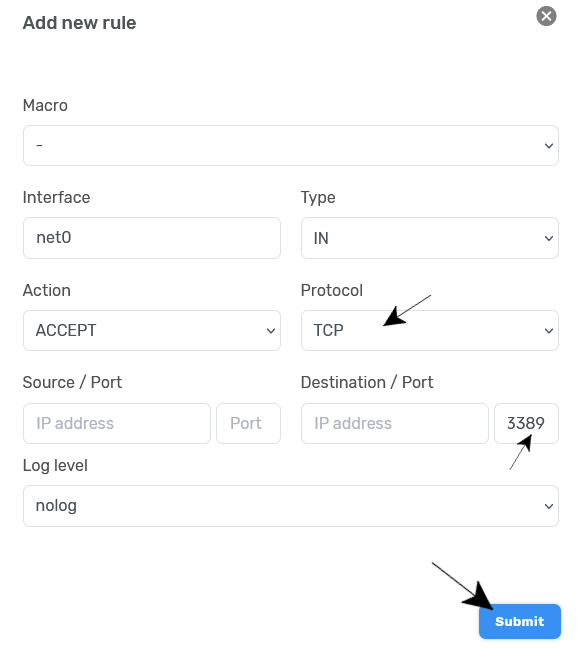 Add new rule
Macro
-
Interface Type
net0 IN
Action Protocol
ACCEPT TCP
Source / Port Destination / Port
IP address Port IP address 3389
Log level
nolog
Submit